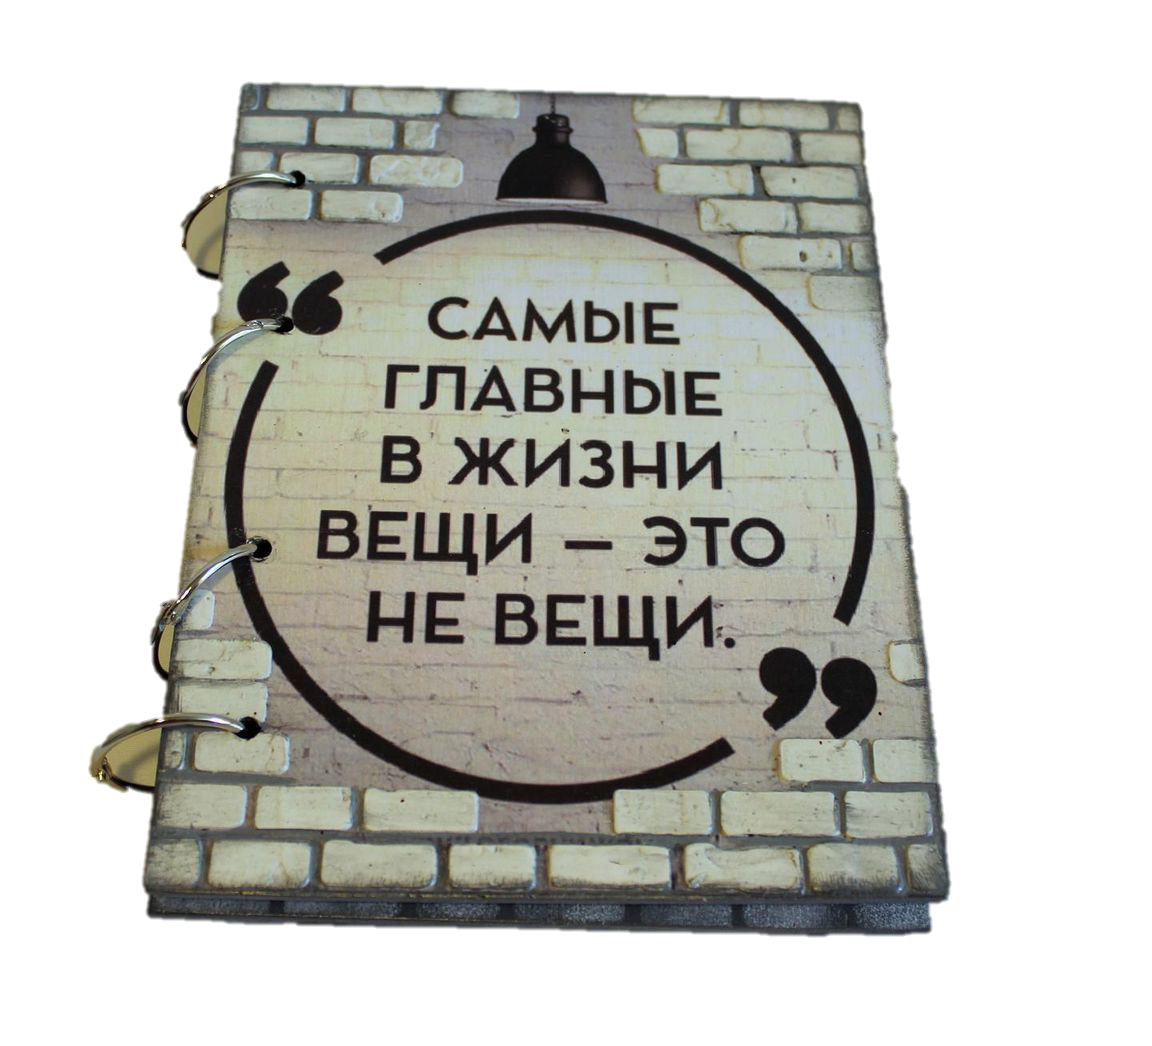 “
САМЫЕ
ГЛАВНЫЕ
В ЖИЗНИ
ВЕЩИ — ЭТО
НЕ ВЕЩИ.
”